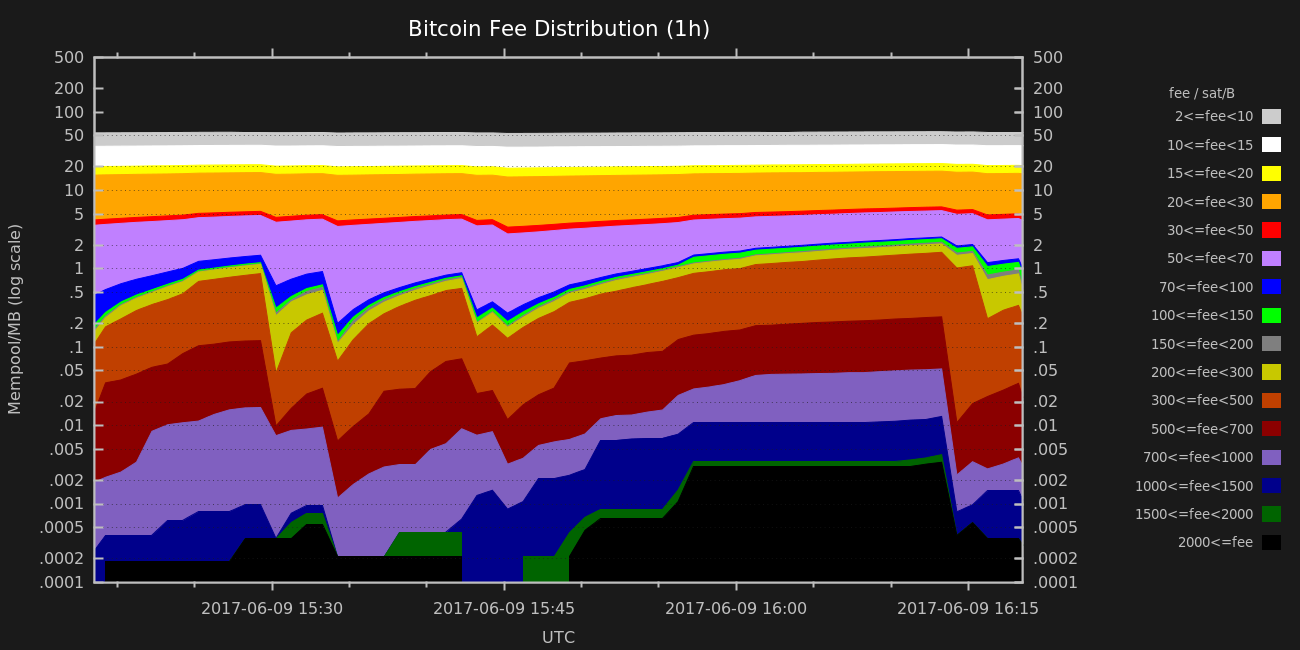 Bitcoin Fee Distribution (1h)
Mempool/MB (log scale)
500
200
100
50
20
10
5
2
1
.5
.2
.1
.05
.02
.01
.005
.002
.001
.0005
.0002
.0001
500
200
100
50
20
10
5
2
1
.5
.2
.1
.05
.02
.01
.005
.002
.001
.0005
.0002
.0001
2017-06-09 15:30
2017-06-09 15:45
2017-06-09 16:00
2017-06-09 16:15
UTC
fee / sat/B
2<=fee<10
10<=fee<15
15<=fee<20
20<=fee<30
30<=fee<50
50<=fee<70
70<=fee<100
100<=fee<150
150<=fee<200
200<=fee<300
300<=fee<500
500<=fee<700
700<=fee<1000
1000<=fee<1500
1500<=fee<2000
2000<=fee